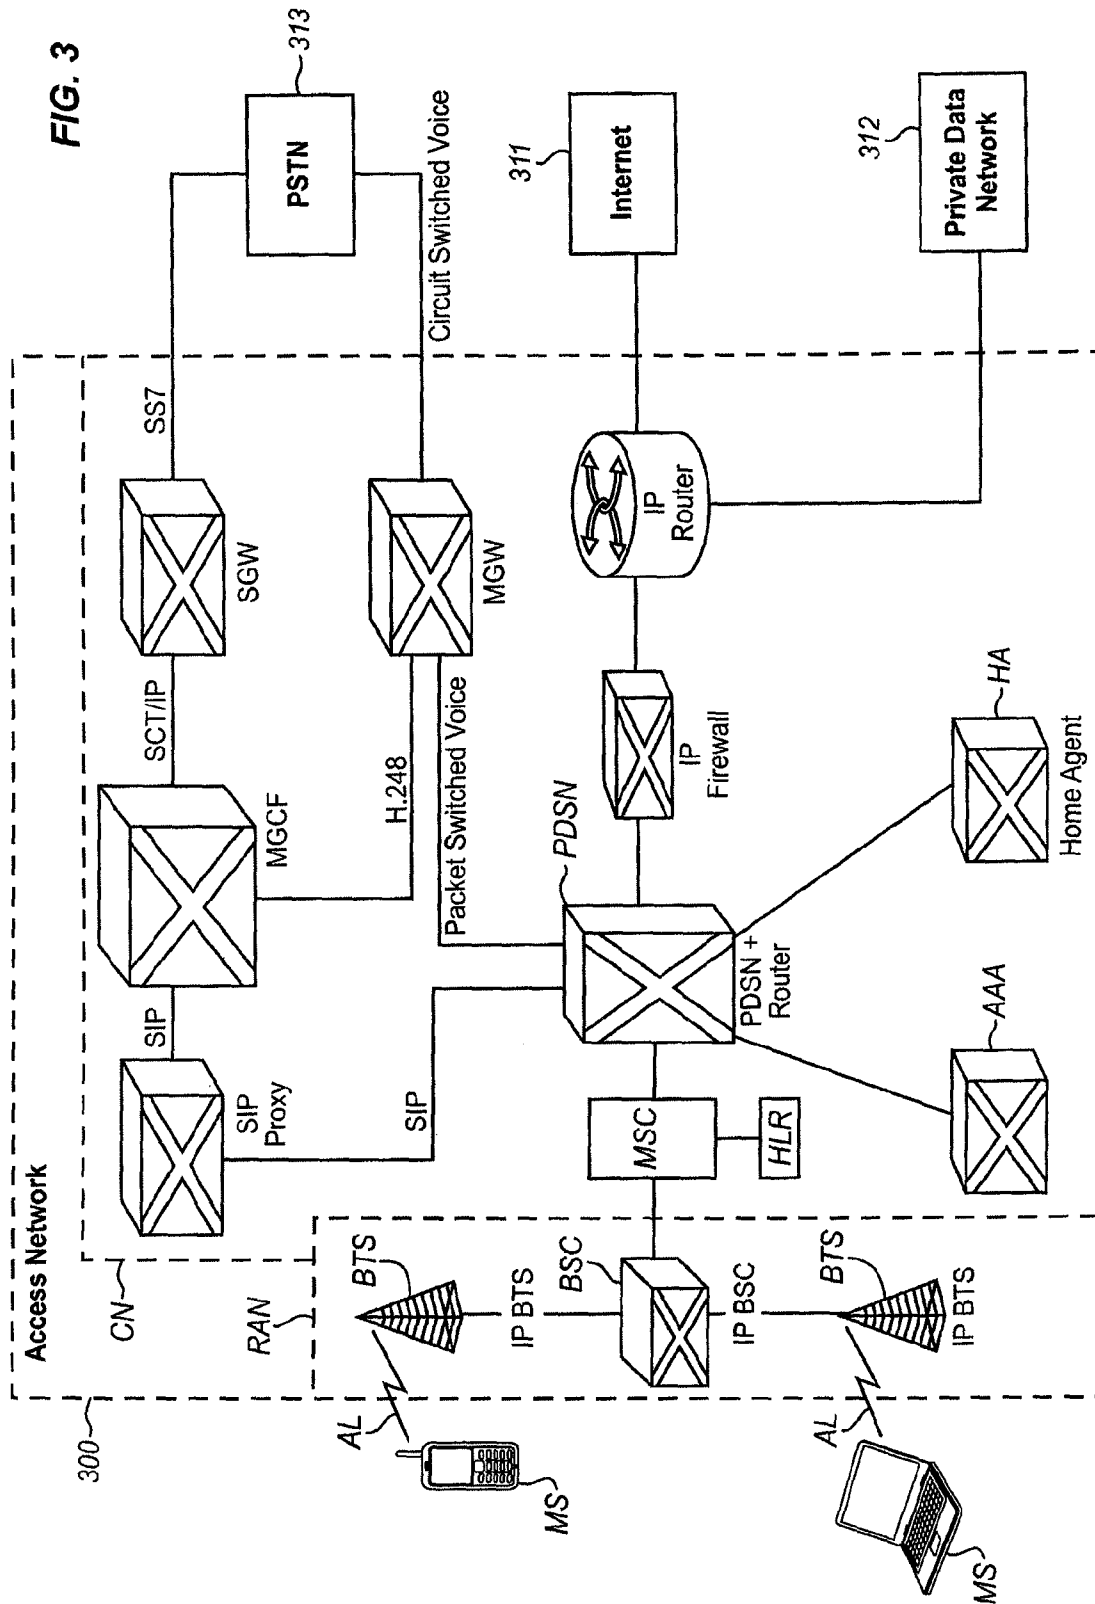 FIG. 3
Access Network
300
CN
RAN
SIP
Proxy
SIP
MGCF
SCT/IP
SGW
SS7
PSTN
313
SIP
H.248
Packet Switched Voice
MGW
Circuit Switched Voice
AL
MS
BTS
IP BTS
BSC
IP BSC
BTS
IP BTS
AL
MS
MSC
HLR
PDSN
PDSN +
Router
IP
Firewall
IP
Router
Internet
311
Private Data
Network
312
AAA
HA
Home Agent